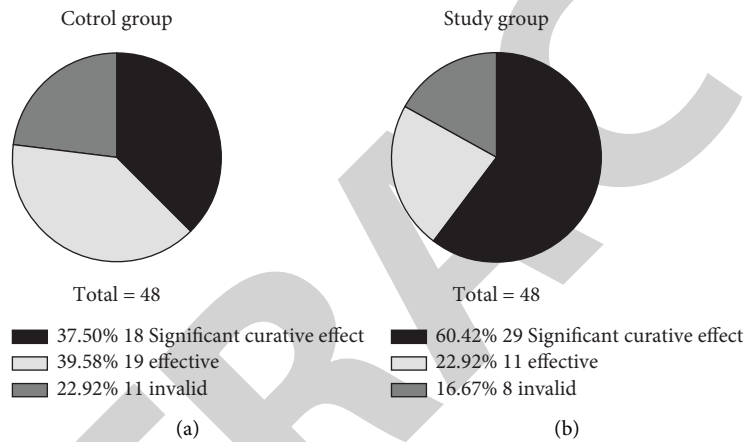 Cotrol group
Total = 48
37.50% 18 Significant curative effect
39.58% 19 effective
22.92% 11 invalid
(a)
Study group
Total = 48
60.42% 29 Significant curative effect
22.92% 11 effective
16.67% 8 invalid
(b)